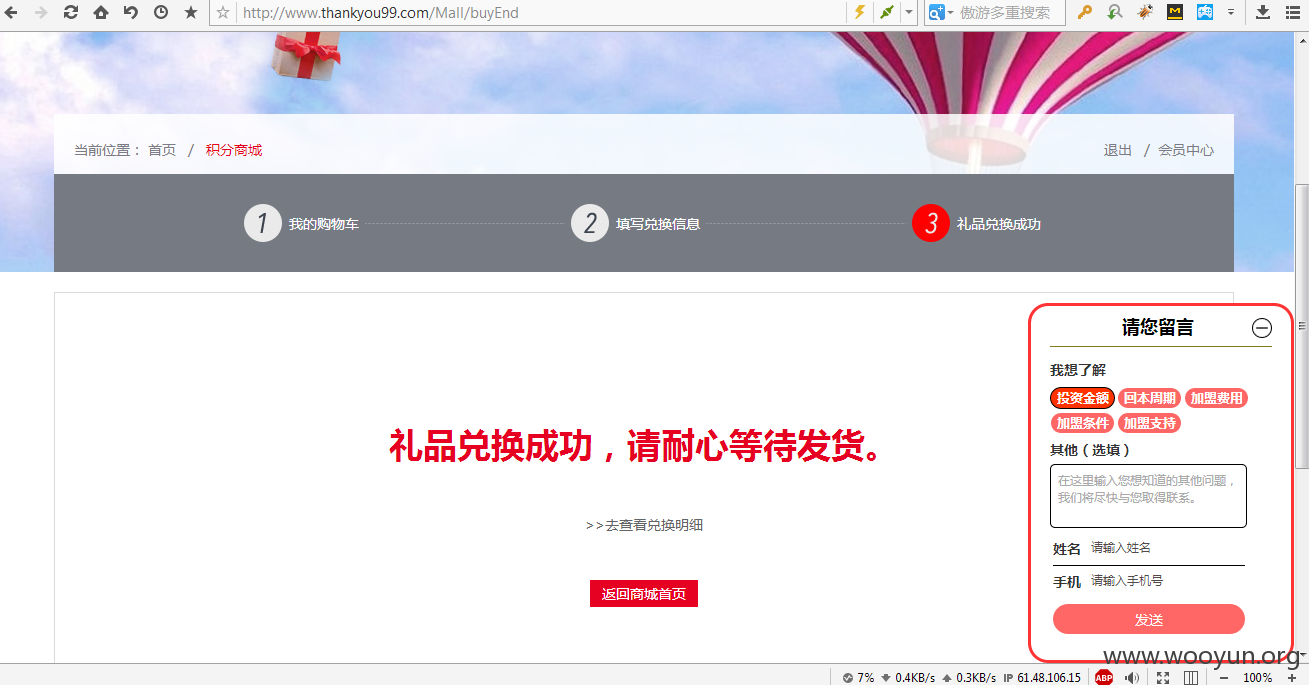 http://www.thankyou99.com/Mall/buyEnd
傲游多重搜索
当前位置： 首页 / 积分商城
退出 / 会员中心
1 我的购物车
2 填写兑换信息
3 礼品兑换成功
礼品兑换成功，请耐心等待发货。
>>去查看兑换明细
返回商城首页
请您留言
我想了解
投资金额 回本周期 加盟费用
加盟条件 加盟支持
其他（选填）
在这里输入您想知道的其他问题，
我们将尽快与您取得联系。
姓名 请输入姓名
手机 请输入手机号
发送
www.wooyun.org
7% 0.4KB/s 0.3KB/s IP 61.48.106.15 ABP 100%